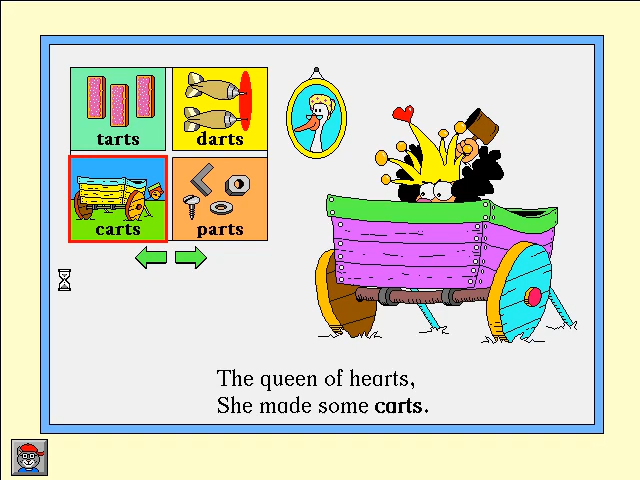 tarts
darts
carts
parts
The queen of hearts,
She made some carts.